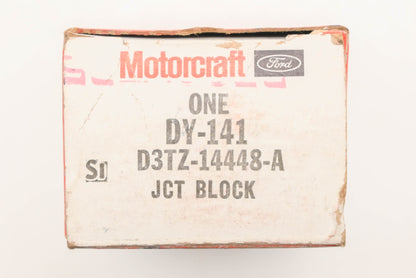 Motorcraft Ford
ONE
DY-141
D3TZ-14448-A
SI
JCT BLOCK